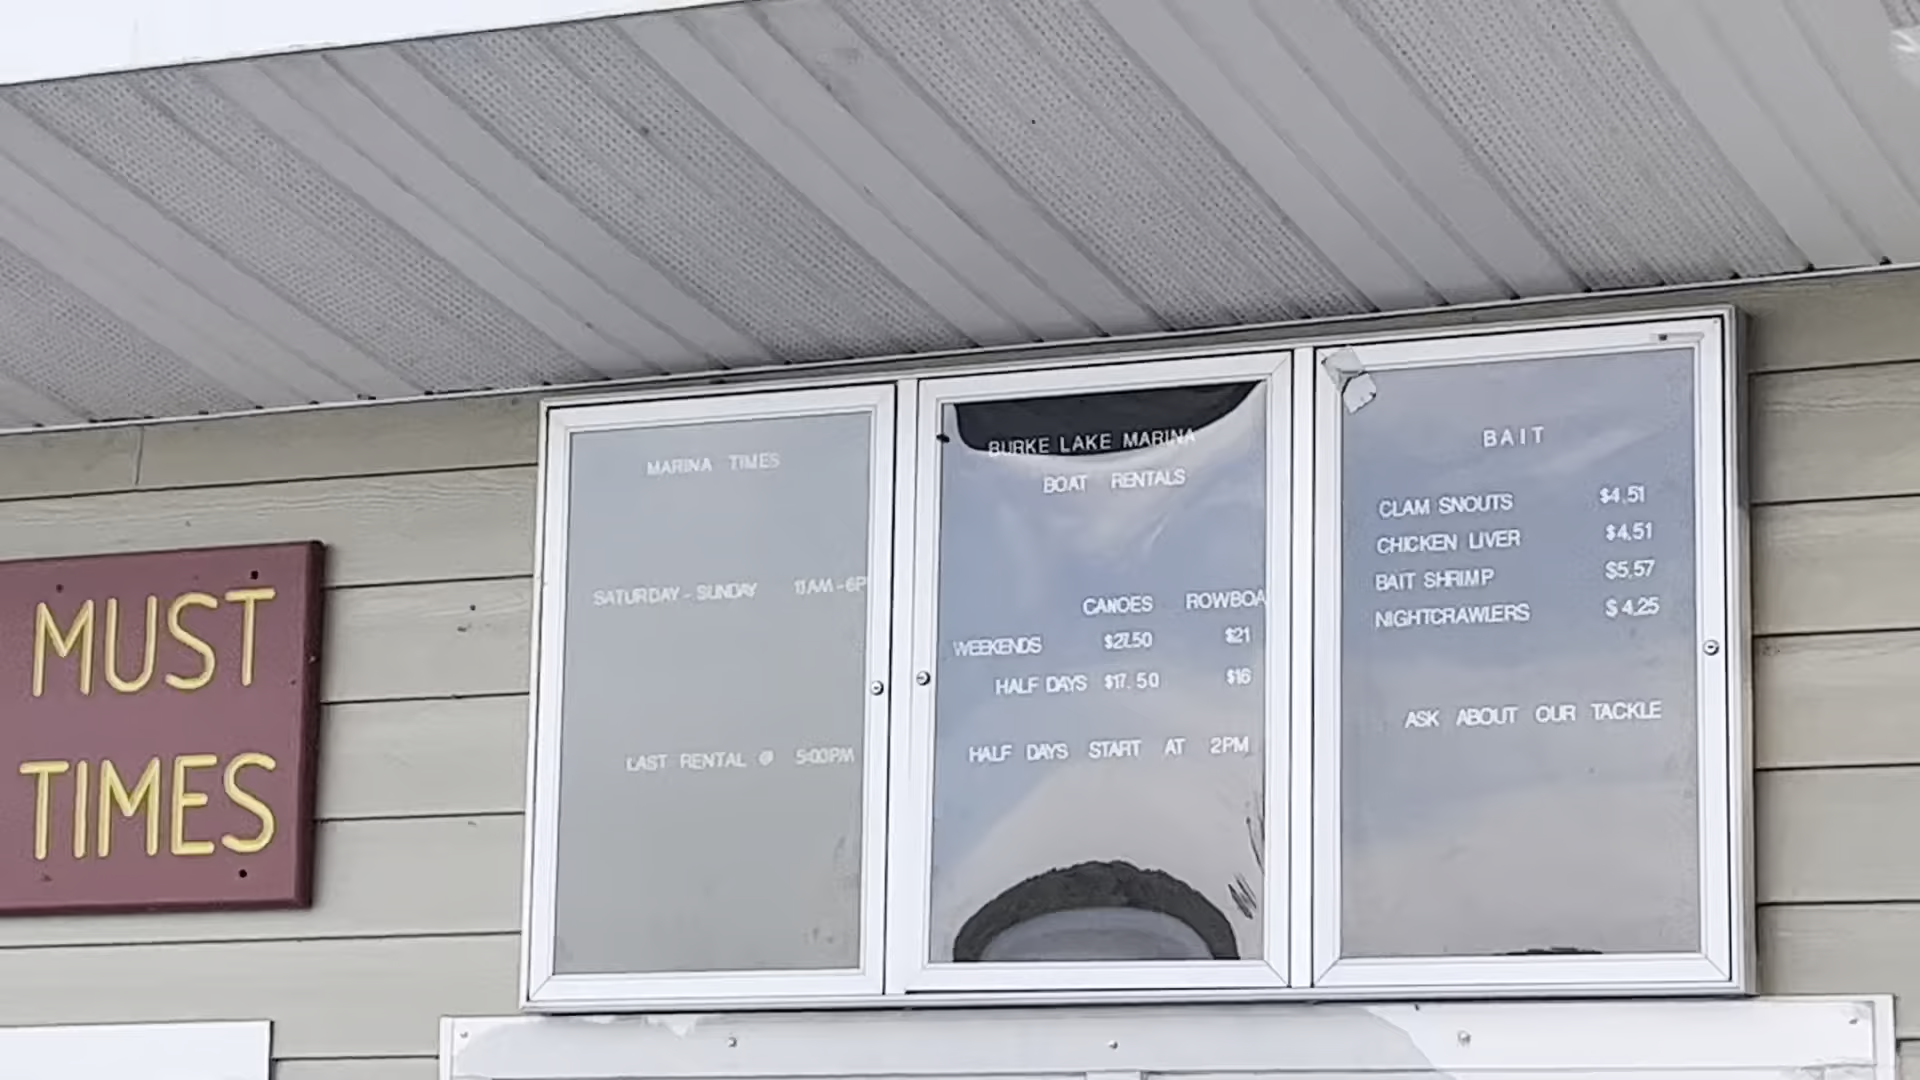 MUST
TIMES
MARINA TIMES
SATURDAY - SUNDAY 11AM - 6P
LAST RENTAL @ 5:00PM
BURKE LAKE MARINA
BOAT RENTALS
CANOES ROWBOA
WEEKENDS $27.50 $21
HALF DAYS $17.50 $16
HALF DAYS START AT 2PM
BAIT
CLAM SNOUTS $4.51
CHICKEN LIVER $4.51
BAIT SHRIMP $5.57
NIGHTCRAWLERS $4.25
ASK ABOUT OUR TACKLE